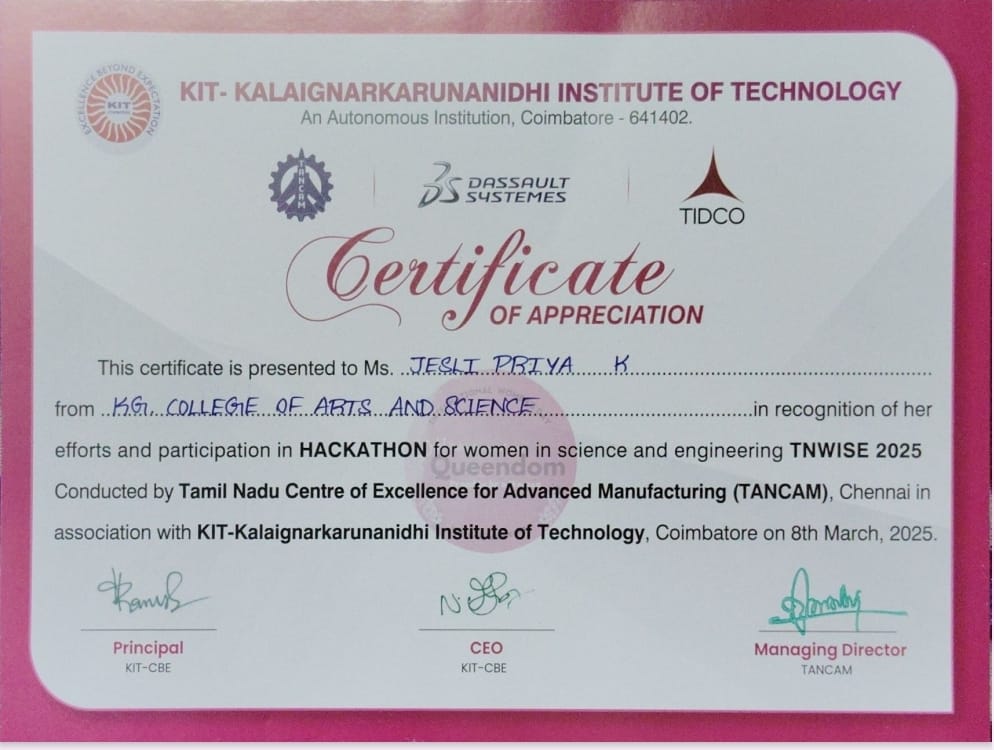 EXCELLENCE BEYOND EXPECTATION
KIT
KIT- KALAIGNARKARUNANIDHI INSTITUTE OF TECHNOLOGY
An Autonomous Institution, Coimbatore - 641402.
TANCAM
DASSAULT
SYSTEMES
TIDCO
Certificate
OF APPRECIATION
This certificate is presented to Ms. JESLI PRIYA K
from KG. COLLEGE OF ARTS AND SCIENCE in recognition of her
efforts and participation in HACKATHON for women in science and engineering TNWISE 2025
Queendom
Conducted by Tamil Nadu Centre of Excellence for Advanced Manufacturing (TANCAM), Chennai in
association with KIT-Kalaignarkarunanidhi Institute of Technology, Coimbatore on 8th March, 2025.
Principal
KIT-CBE
CEO
KIT-CBE
Managing Director
TANCAM